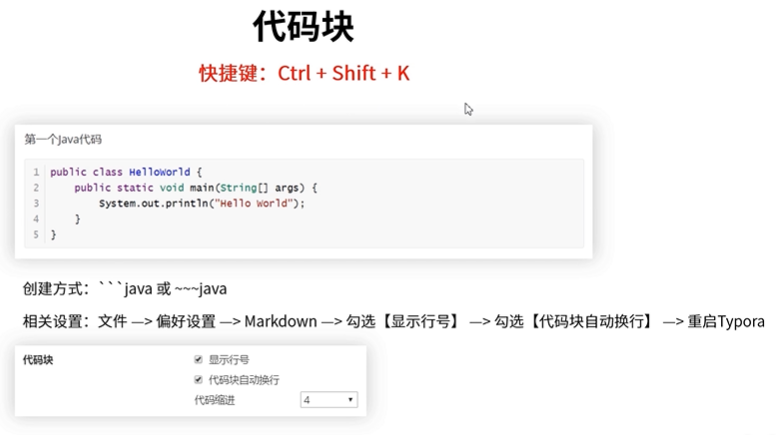 代码块
快捷键：Ctrl + Shift + K
第一个Java代码
1 public class HelloWorld {
2     public static void main(String[] args) {
3         System.out.println("Hello World");
4     }
5 }
创建方式：```java 或 ~~~java
相关设置：文件 —> 偏好设置 —> Markdown —> 勾选【显示行号】 —> 勾选【代码块自动换行】 —> 重启Typora
代码块 显示行号
代码块自动换行
代码缩进 4